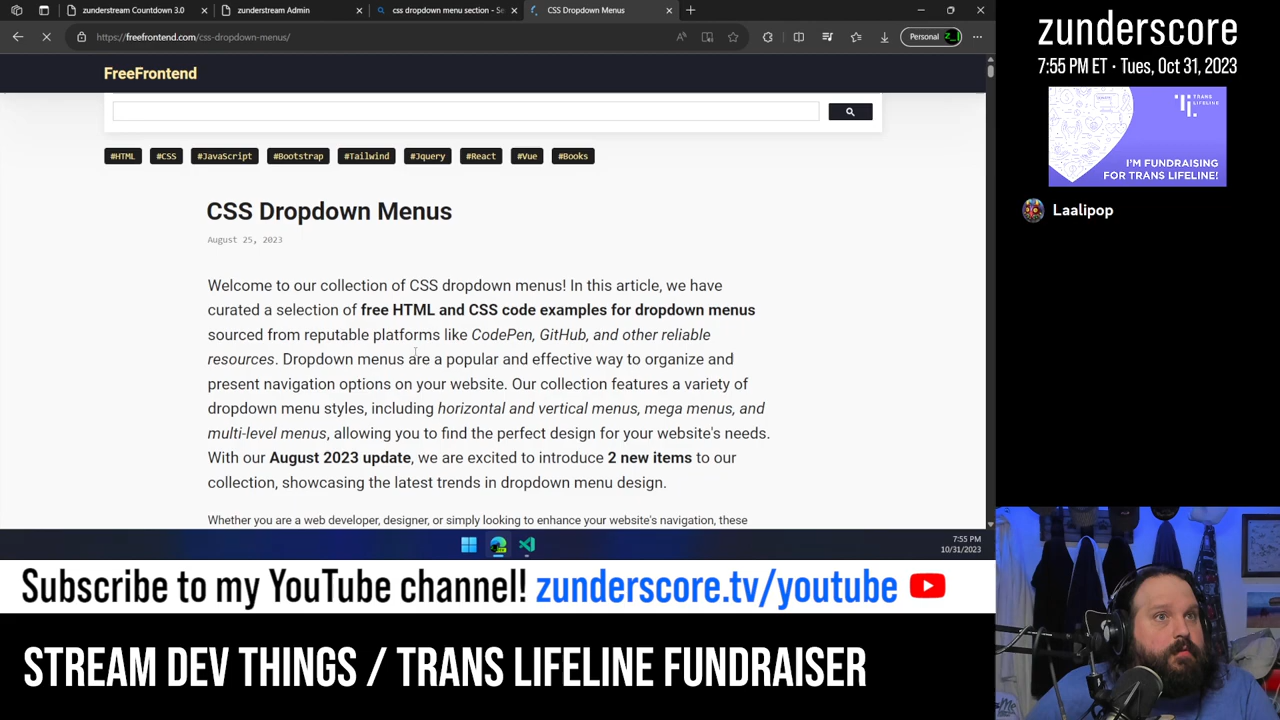 zunderstream Countdown 3.0
zunderstream Admin
css dropdown menu section - Se
CSS Dropdown Menus
https://freefrontend.com/css-dropdown-menus/
Personal
FreeFrontend
#HTML
#CSS
#JavaScript
#Bootstrap
#Tailwind
#Jquery
#React
#Vue
#Books
CSS Dropdown Menus
August 25, 2023
Welcome to our collection of CSS dropdown menus! In this article, we have
curated a selection of free HTML and CSS code examples for dropdown menus
sourced from reputable platforms like CodePen, GitHub, and other reliable
resources. Dropdown menus are a popular and effective way to organize and
present navigation options on your website. Our collection features a variety of
dropdown menu styles, including horizontal and vertical menus, mega menus, and
multi-level menus, allowing you to find the perfect design for your website's needs.
With our August 2023 update, we are excited to introduce 2 new items to our
collection, showcasing the latest trends in dropdown menu design.
Whether you are a web developer, designer, or simply looking to enhance your website's navigation, these
7:55 PM
10/31/2023
zunderscore
7:55 PM ET · Tues, Oct 31, 2023
TRANS
LIFELINE
I'M FUNDRAISING
FOR TRANS LIFELINE!
Laalipop
Subscribe to my YouTube channel! zunderscore.tv/youtube
STREAM DEV THINGS / TRANS LIFELINE FUNDRAISER